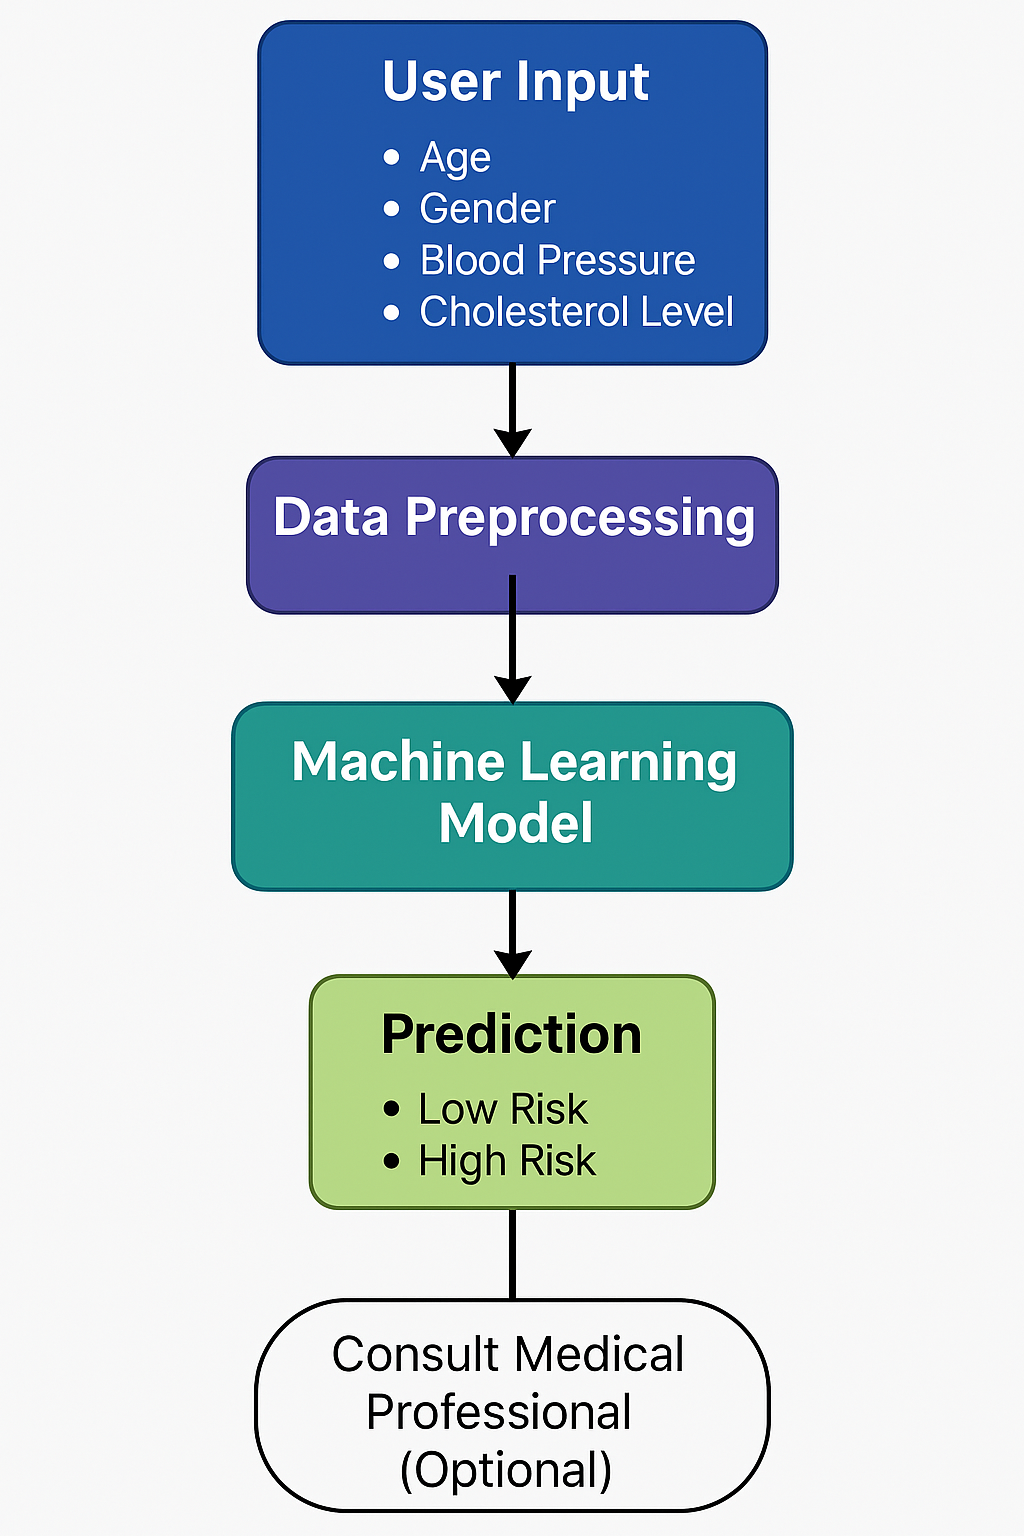 User Input
• Age
• Gender
• Blood Pressure
• Cholesterol Level
Data Preprocessing
Machine Learning
Model
Prediction
• Low Risk
• High Risk
Consult Medical
Professional
(Optional)